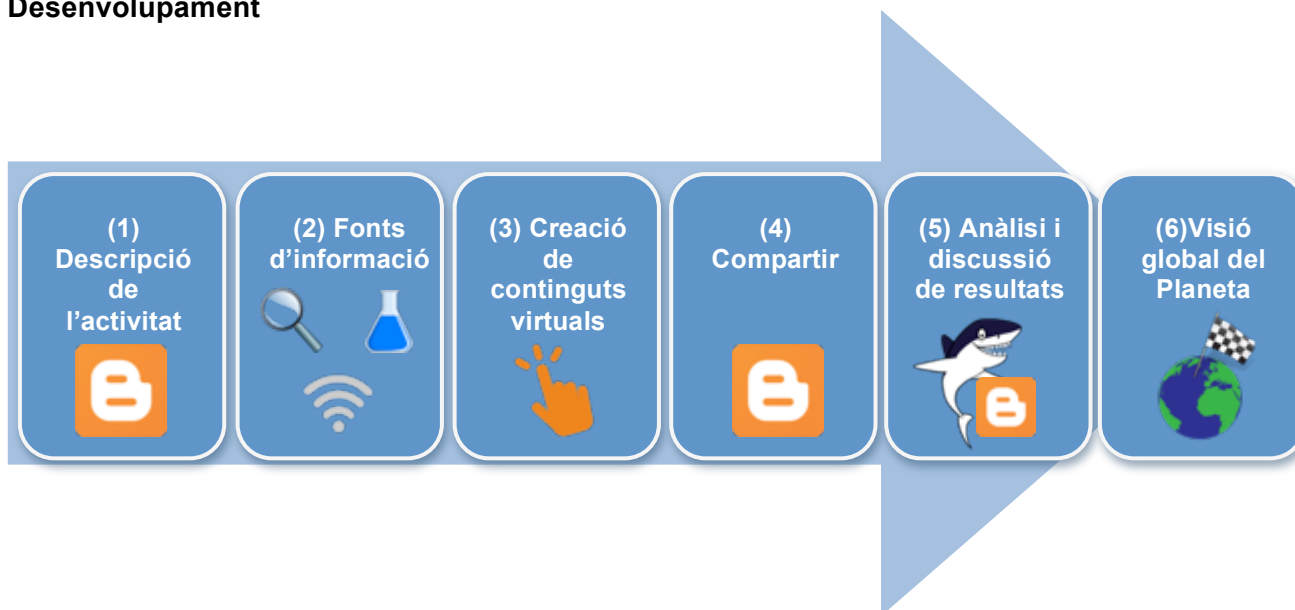 Desenvolupament
(1)
Descripció
de
l’activitat
(2) Fonts
d’informació
(3) Creació
de
continguts
virtuals
(4)
Compartir
(5) Anàlisi i
discussió
de resultats
(6)Visió
global del
Planeta